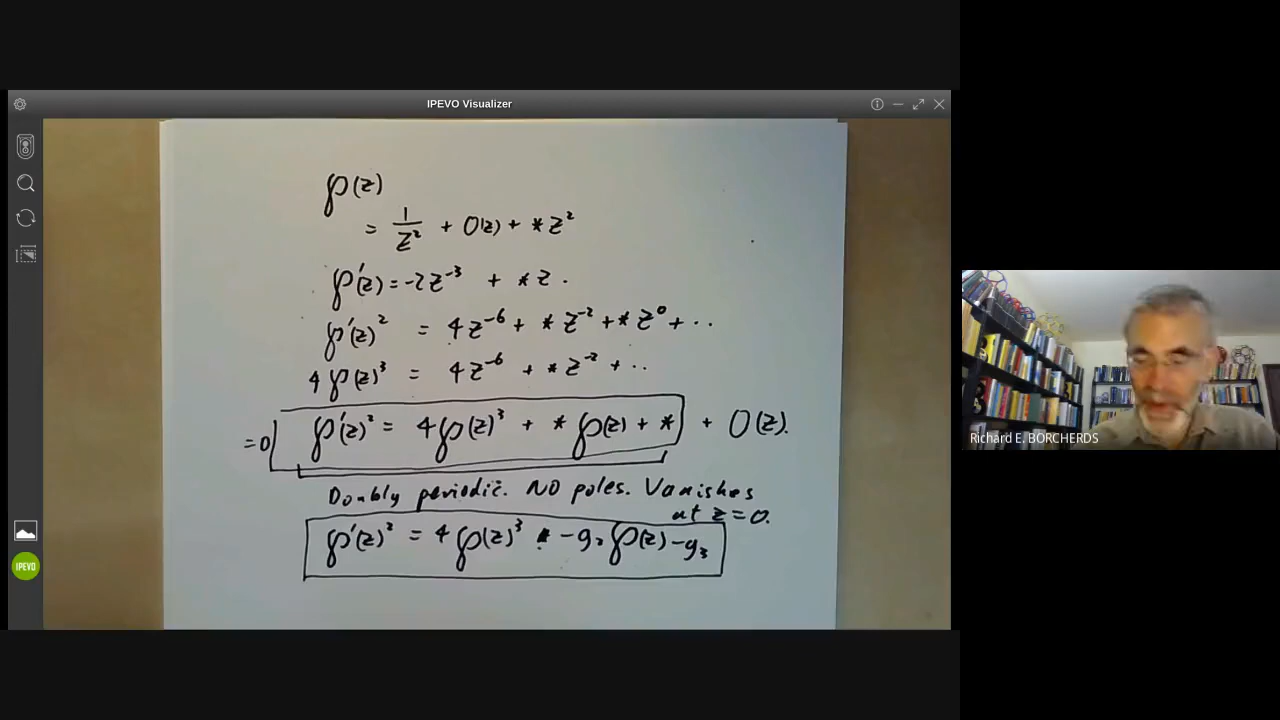 IPEVO Visualizer
℘(z)
= 1/z² + O(z) + * z²
℘'(z) = -2z⁻³ + * z .
℘'(z)² = 4z⁻⁶ + * z⁻² + * z⁰ + ..
4℘(z)³ = 4z⁻⁶ + * z⁻² + ..
=0 ℘'(z)² = 4℘(z)³ + * ℘(z) + * + O(z).
Doubly periodic. No poles. Vanishes
at z=0.
℘'(z)² = 4℘(z)³ - g₂ ℘(z) - g₃
IPEVO
Richard E. BORCHERDS